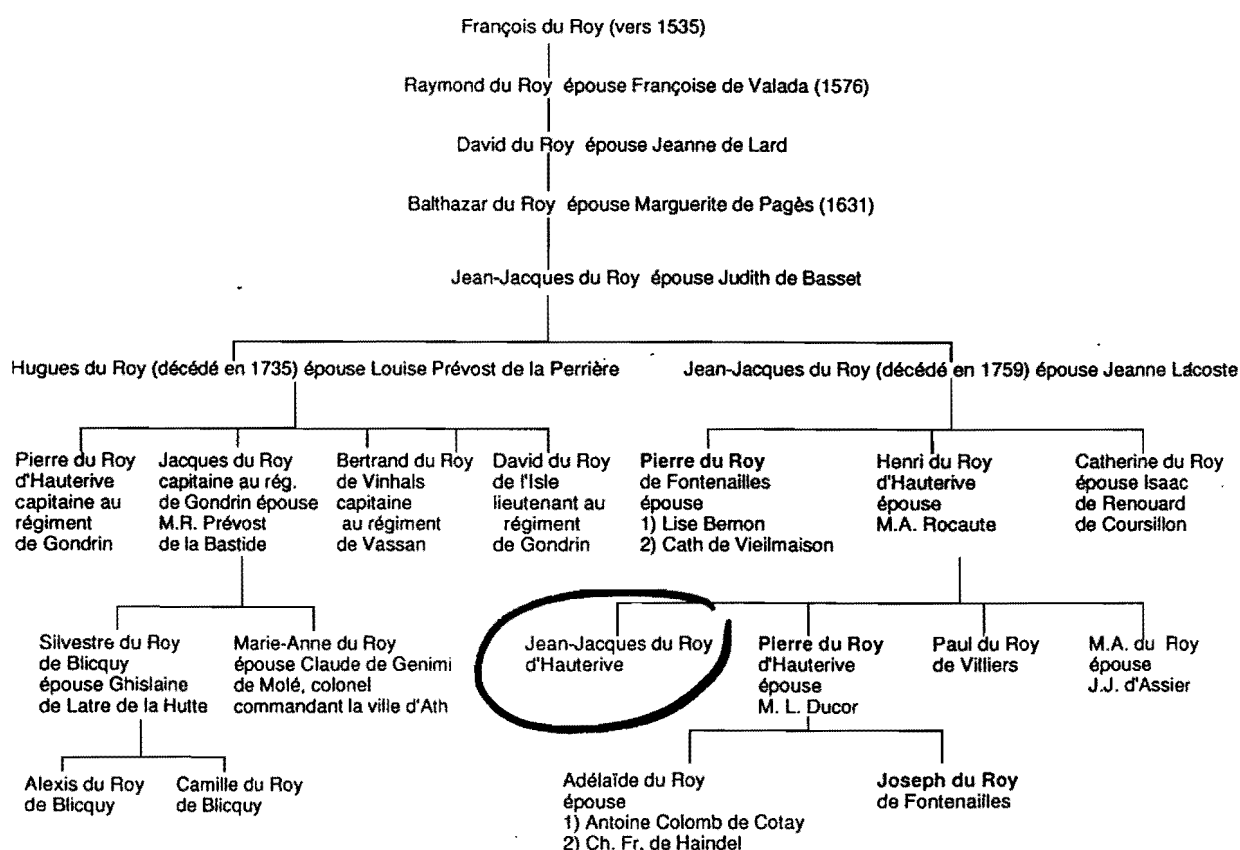 François du Roy (vers 1535)
Raymond du Roy épouse Françoise de Valada (1576)
David du Roy épouse Jeanne de Lard
Balthazar du Roy épouse Marguerite de Pagès (1631)
Jean-Jacques du Roy épouse Judith de Basset
Hugues du Roy (décédé en 1735) épouse Louise Prévost de la Perrière
Jean-Jacques du Roy (décédé en 1759) épouse Jeanne Lacoste
Pierre du Roy
d'Hauterive
capitaine au
régiment
de Gondrin
Jacques du Roy
capitaine au rég.
de Gondrin épouse
M.R. Prévost
de la Bastide
Bertrand du Roy
de Vinhals
capitaine
au régiment
de Vassan
David du Roy
de l'Isle
lieutenant au
régiment
de Gondrin
Pierre du Roy
de Fontenailles
épouse
1) Lise Bernon
2) Cath de Vieilmaison
Henri du Roy
d'Hauterive
épouse
M.A. Rocaute
Catherine du Roy
épouse Isaac
de Renouard
de Coursillon
Silvestre du Roy
de Blicquy
épouse Ghislaine
de Latre de la Hutte
Marie-Anne du Roy
épouse Claude de Genimi
de Molé, colonel
commandant la ville d'Ath
Jean-Jacques du Roy
d'Hauterive
Pierre du Roy
d'Hauterive
épouse
M. L. Ducor
Paul du Roy
de Villiers
M.A. du Roy
épouse
J.J. d'Assier
Alexis du Roy
de Blicquy
Camille du Roy
de Blicquy
Adélaïde du Roy
épouse
1) Antoine Colomb de Cotay
2) Ch. Fr. de Haindel
Joseph du Roy
de Fontenailles